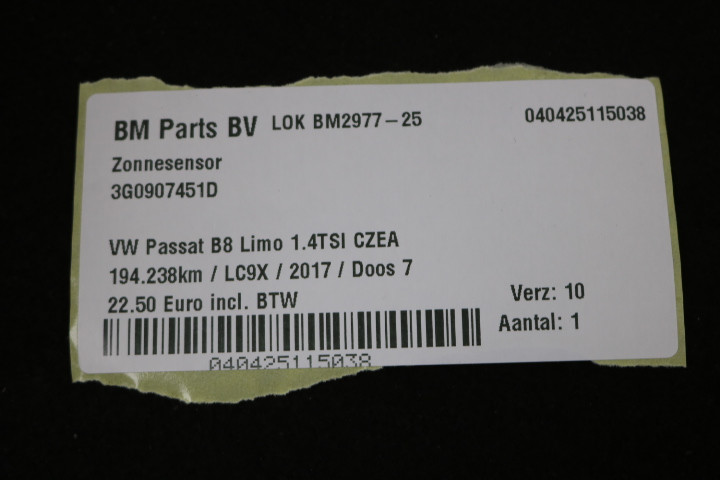 BM Parts BV LOK BM2977-25 040425115038
Zonnesensor
3G0907451D
VW Passat B8 Limo 1.4TSI CZEA
194.238km / LC9X / 2017 / Doos 7
22.50 Euro incl. BTW Verz: 10
Aantal: 1
040425115038